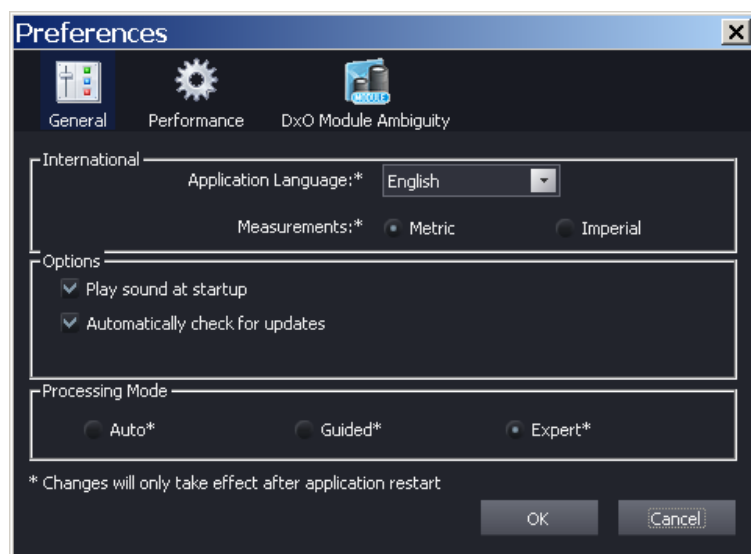 Preferences
General Performance DxO Module Ambiguity
International
Application Language:* English
Measurements:* Metric Imperial
Options
Play sound at startup
Automatically check for updates
Processing Mode
Auto* Guided* Expert*
* Changes will only take effect after application restart
OK Cancel